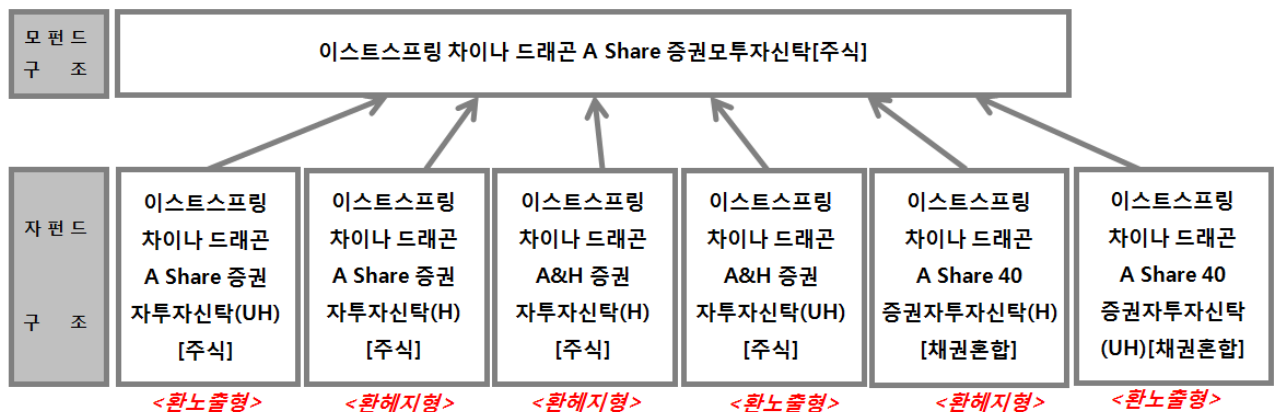 모 펀 드
구 조
이스트스프링 차이나 드래곤 A Share 증권모투자신탁[주식]
자 펀 드
구 조
이스트스프링
차이나 드래곤
A Share 증권
자투자신탁(UH)
[주식]
이스트스프링
차이나 드래곤
A Share 증권
자투자신탁(H)
[주식]
이스트스프링
차이나 드래곤
A&H 증권
자투자신탁(H)
[주식]
이스트스프링
차이나 드래곤
A&H 증권
자투자신탁(UH)
[주식]
이스트스프링
차이나 드래곤
A Share 40
증권자투자신탁(H)
[채권혼합]
이스트스프링
차이나 드래곤
A Share 40
증권자투자신탁
(UH)[채권혼합]
<환노출형>
<환헤지형>
<환헤지형>
<환노출형>
<환헤지형>
<환노출형>